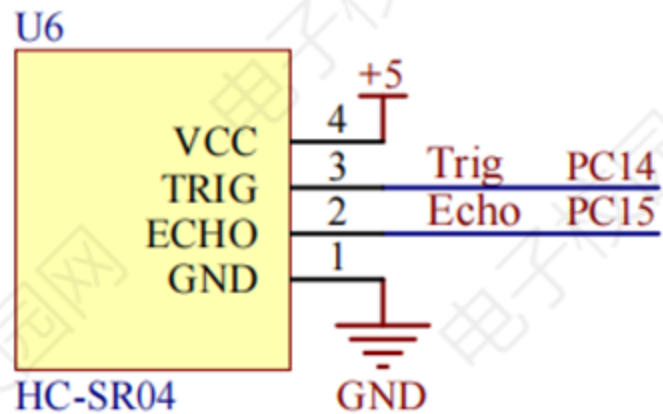 U6
+5
VCC 4
TRIG 3 Trig PC14
ECHO 2 Echo PC15
GND 1
HC-SR04 GND